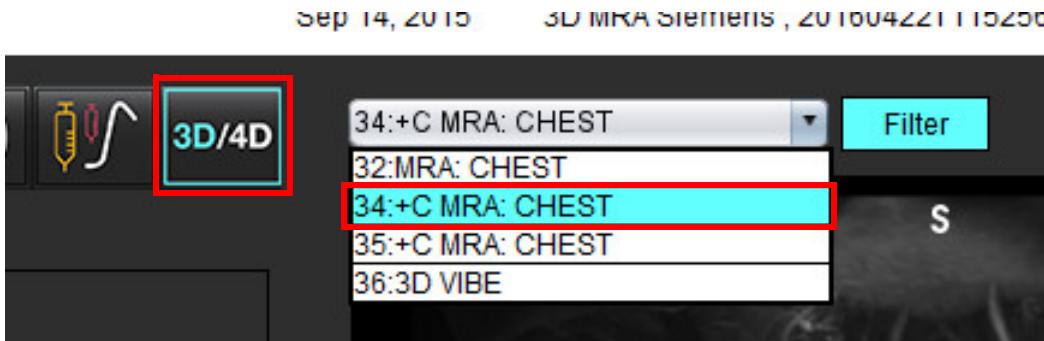 Sep 14, 2015 3D MRA Siemens , 20160422111525
3D/4D
34:+C MRA: CHEST
Filter
32:MRA: CHEST
34:+C MRA: CHEST
35:+C MRA: CHEST
36:3D VIBE
S